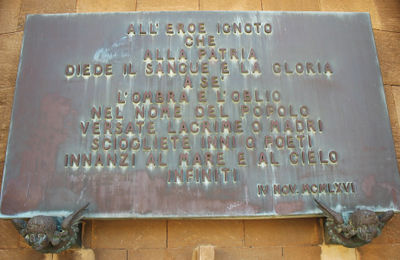 ALL'EROE IGNOTO
CHE
ALLA PATRIA
DIEDE IL SANGUE E LA GLORIA
A SE'
L'OMBRA E L'OBLIO
NEL NOME DEL POPOLO
VERSATE LACRIME O MADRI
SCIOGLIETE INNI O POETI
INNANZI AL MARE E AL CIELO
INFINITI
IV NOV. MCMLXVI